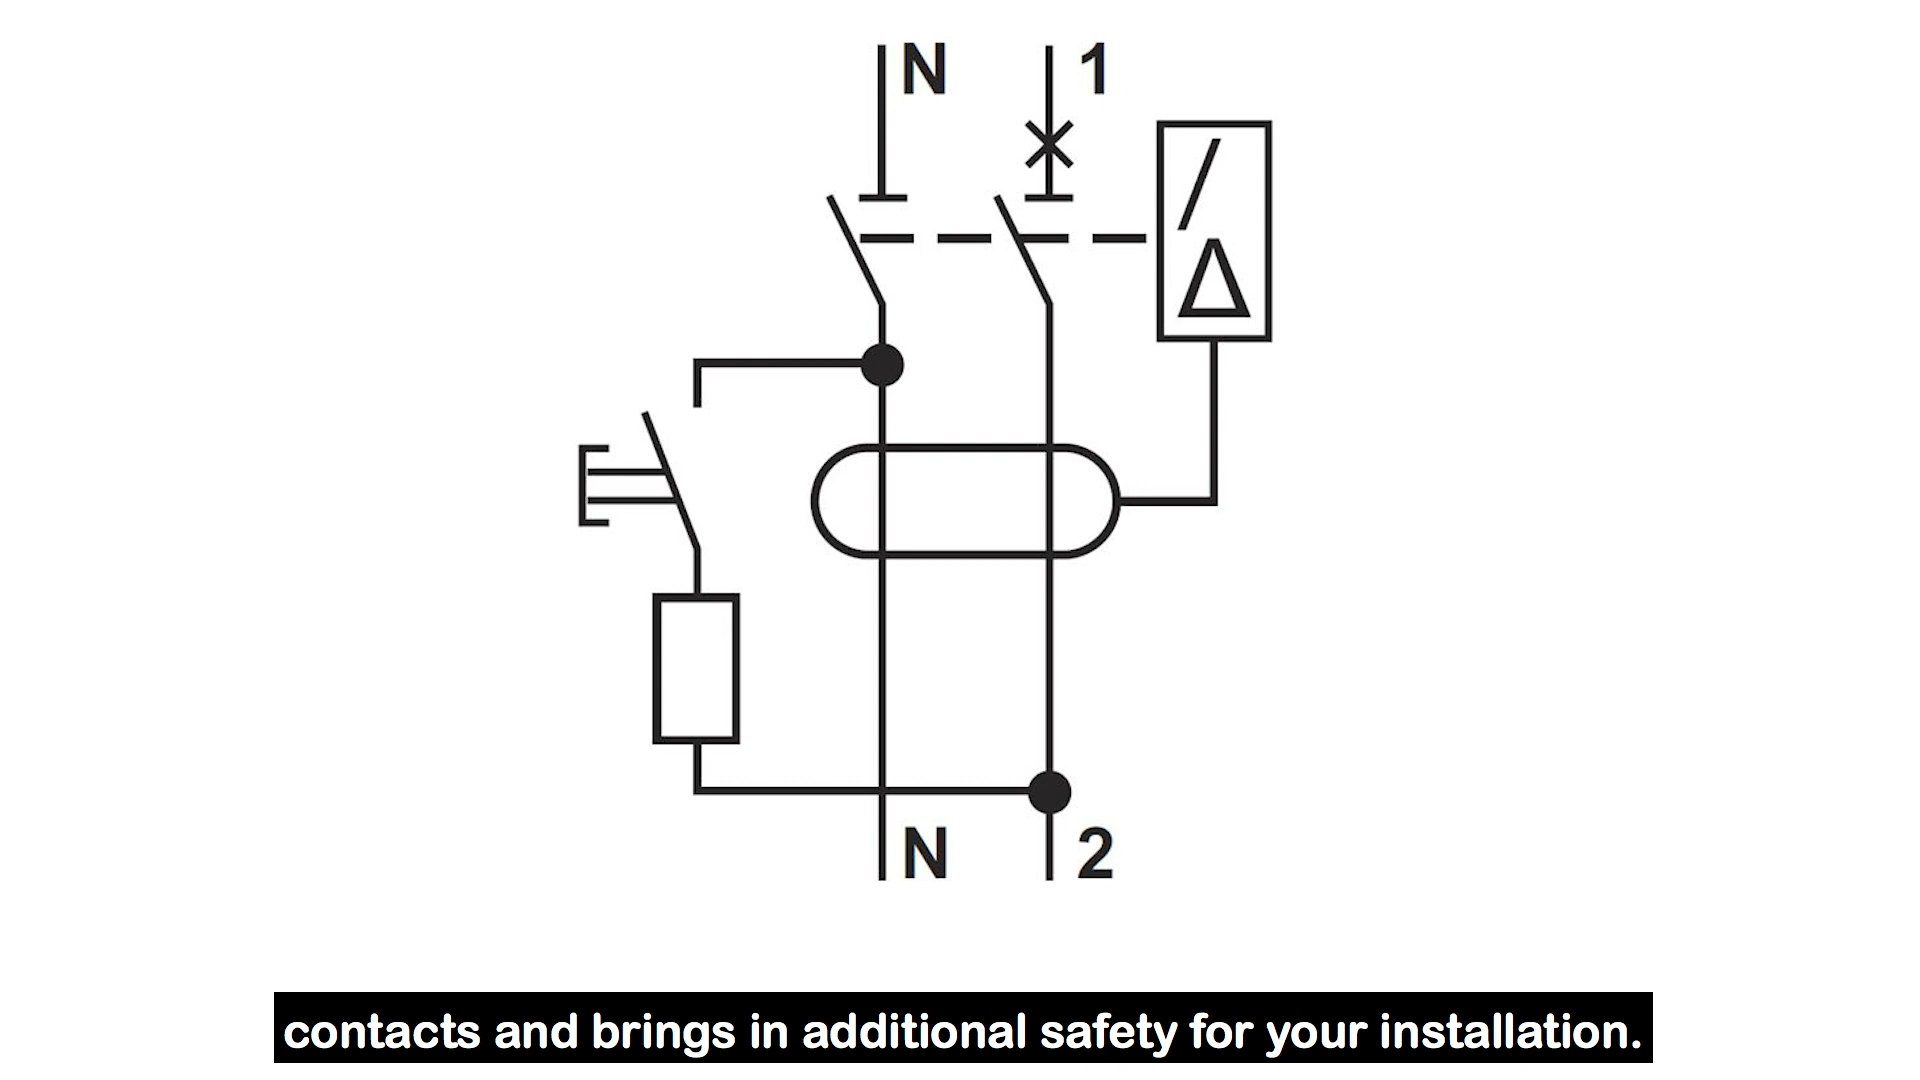 N 1
/
Δ
N 2
contacts and brings in additional safety for your installation.